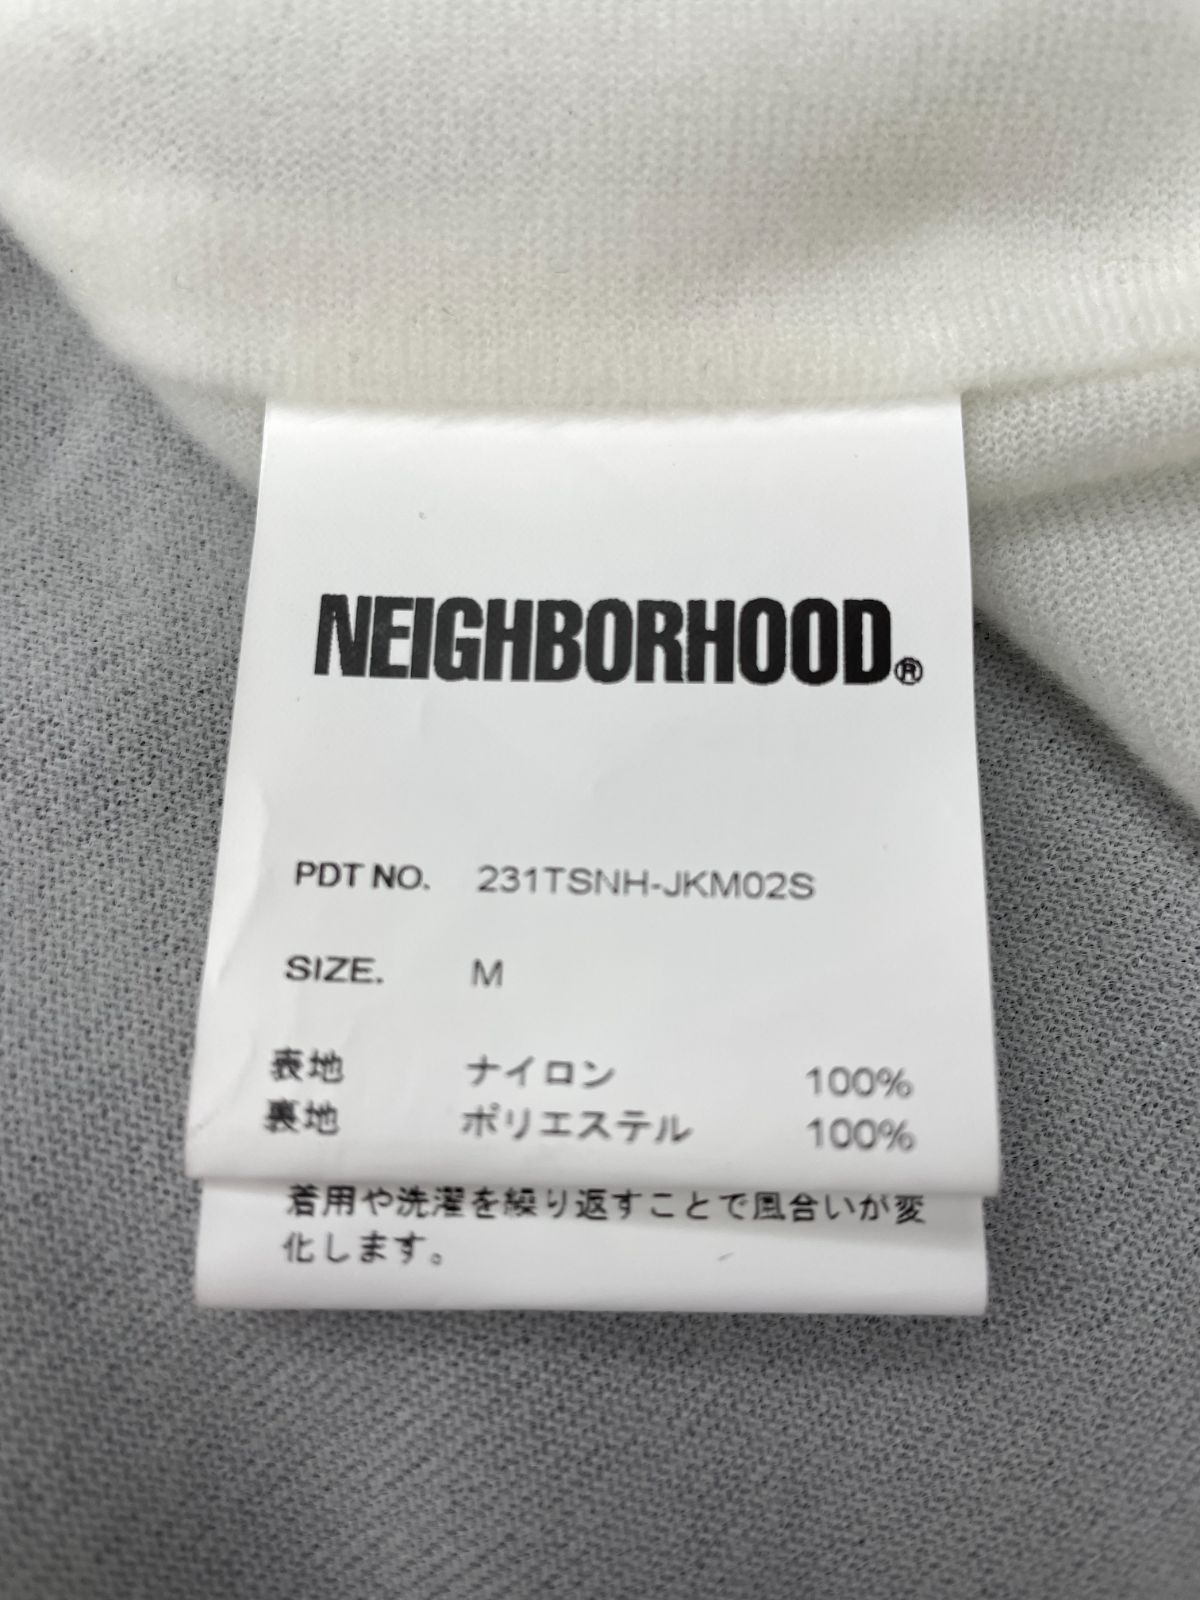 NEIGHBORHOOD®
PDT NO. 231TSNH-JKM02S
SIZE. M
表地 ナイロン 100%
裏地 ポリエステル 100%
着用や洗濯を繰り返すことで風合いが変
化します。